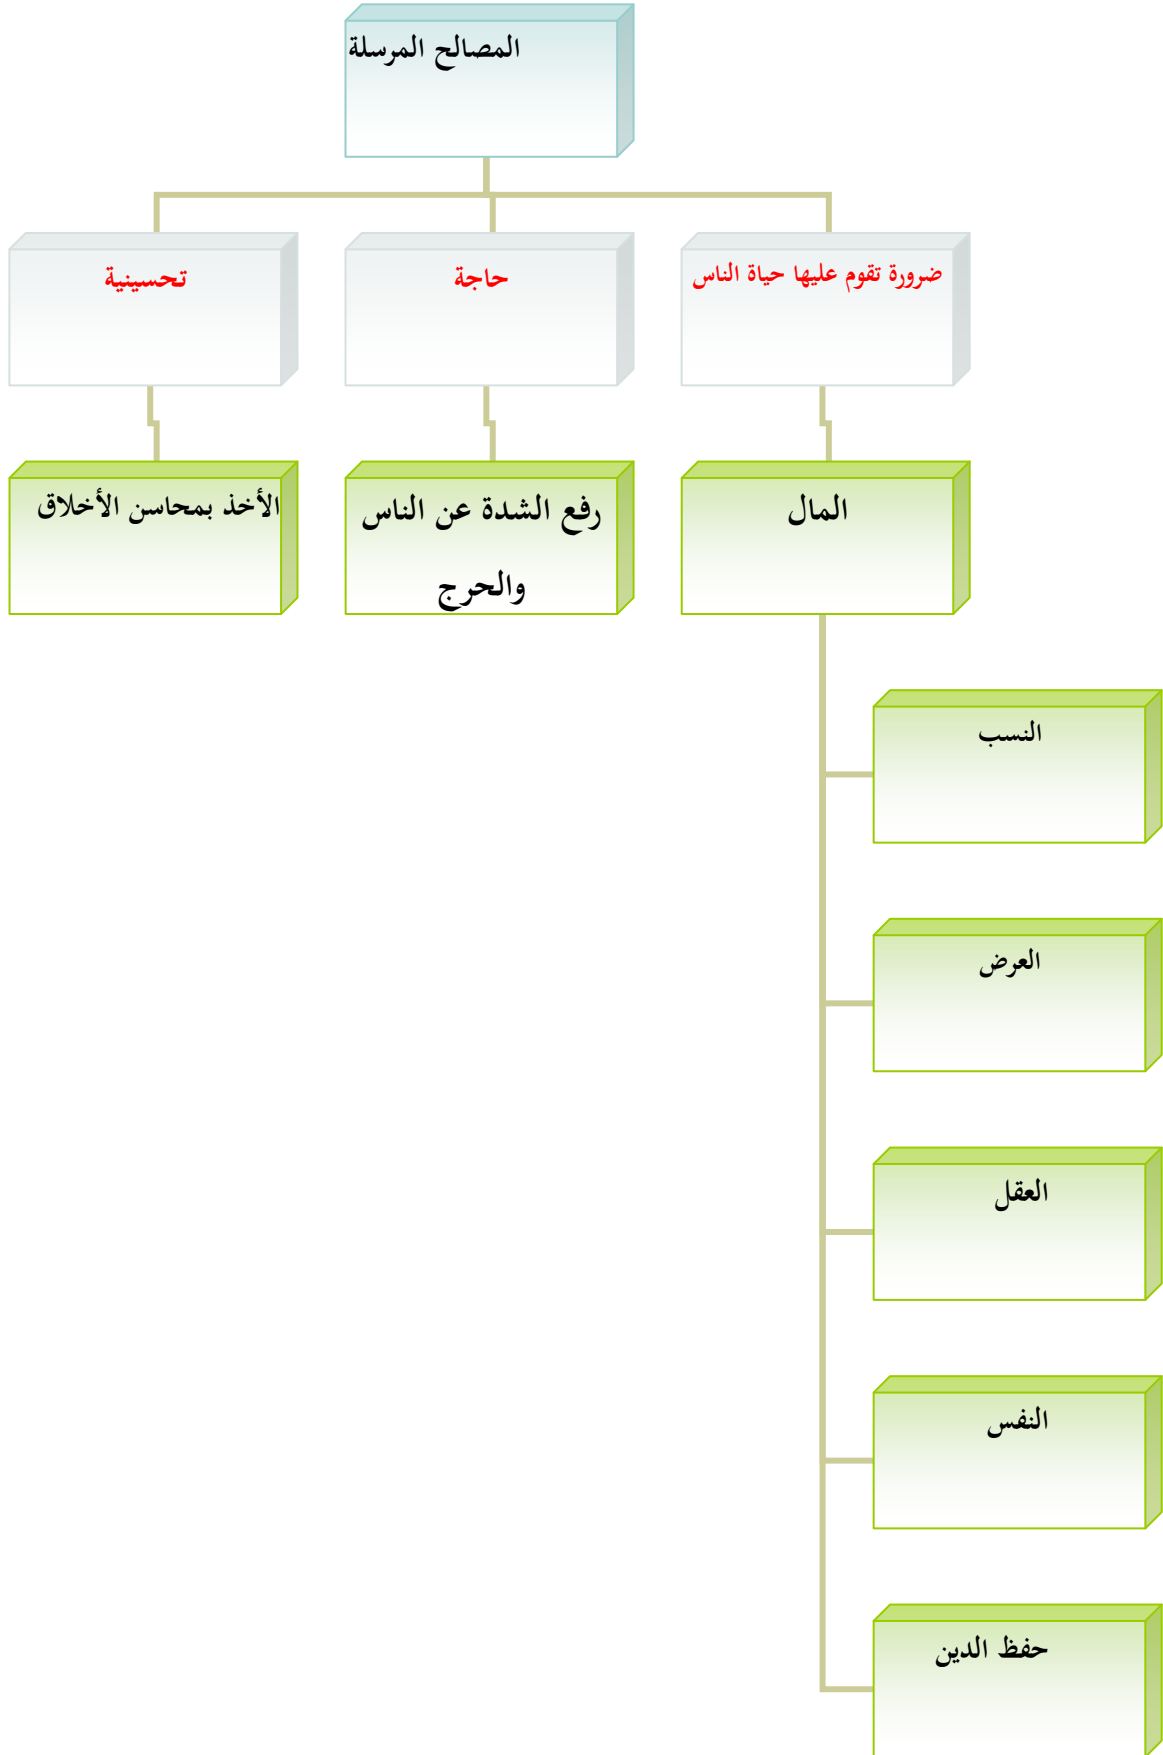 المصالح المرسلة
ضرورة تقوم عليها حياة الناس
حاجة
تحسينية
المال
رفع الشدة عن الناس
والحرج
الأخذ بمحاسن الأخلاق
النسب
العرض
العقل
النفس
حفظ الدين